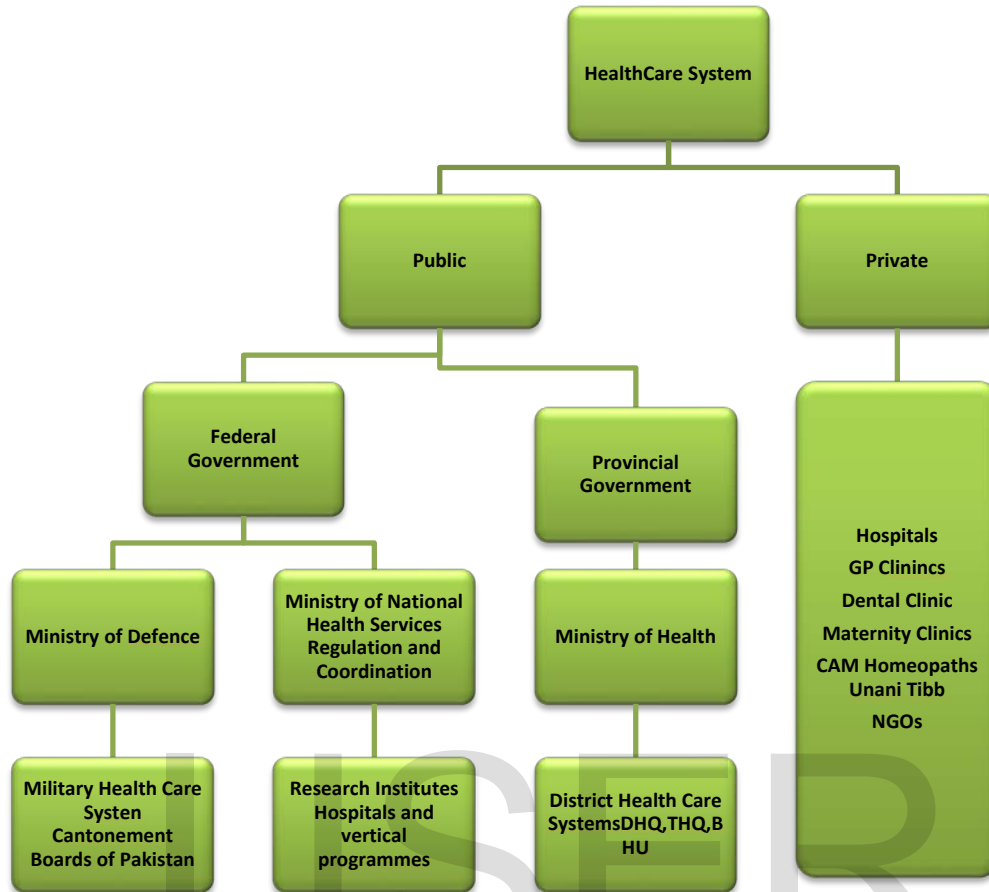 HealthCare System
Public
Private
Federal
Government
Provincial
Government
Ministry of Defence
Ministry of National
Health Services
Regulation and
Coordination
Ministry of Health
Hospitals
GP Clinincs
Dental Clinic
Maternity Clinics
CAM Homeopaths
Unani Tibb
NGOs
Military Health Care
Systen
Cantonement
Boards of Pakistan
Research Institutes
Hospitals and
vertical
programmes
District Health Care
SystemsDHQ,THQ,B
HU